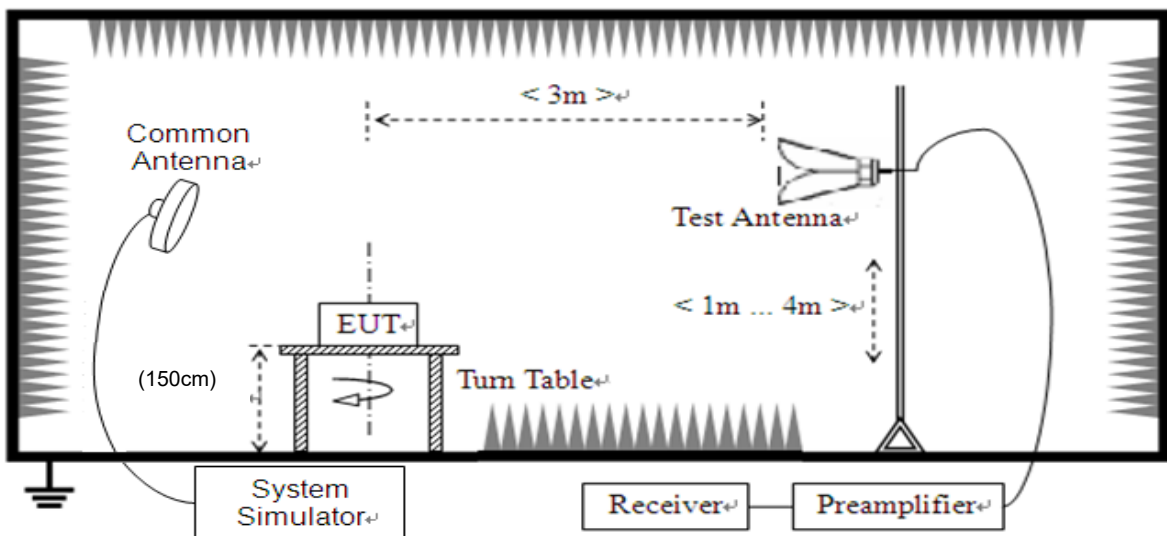 < 3m >↵
Common
Antenna↵
Test Antenna↵
< 1m ... 4m >↵
EUT↵
(150cm)
Turn Table↵
System
Simulator↵
Receiver↵
Preamplifier↵